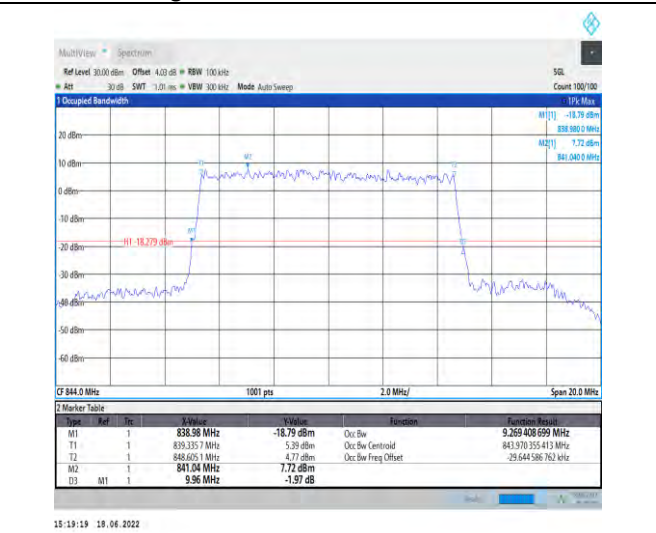 MultiView Spectrum
Ref Level 30.00 dBm Offset 4.03 dB RBW 100 kHz SGL
Att 30 dB SWT 1.01 ms VBW 300 kHz Mode Auto Sweep Count 100/100
1 Occupied Bandwidth 1Pk Max
M1[1] -18.79 dBm
838.980 0 MHz
20 dBm
M2[1] 7.72 dBm
841.040 0 MHz
10 dBm
M2
T1
T2
0 dBm
-10 dBm
M1
H1 -18.279 dBm
D3
-20 dBm
-30 dBm
-40 dBm
-50 dBm
-60 dBm
CF 844.0 MHz 1001 pts 2.0 MHz/ Span 20.0 MHz
2 Marker Table
Type Ref Trc X-Value Y-Value Function Function Result
M1 1 838.98 MHz -18.79 dBm Occ Bw 9.269 408 699 MHz
T1 1 839.335 7 MHz 5.39 dBm Occ Bw Centroid 843.970 355 413 MHz
T2 1 848.605 1 MHz 4.77 dBm Occ Bw Freq Offset -29.644 586 762 kHz
M2 1 841.04 MHz 7.72 dBm
D3 M1 1 9.96 MHz -1.97 dB
15:19:19 18.06.2022